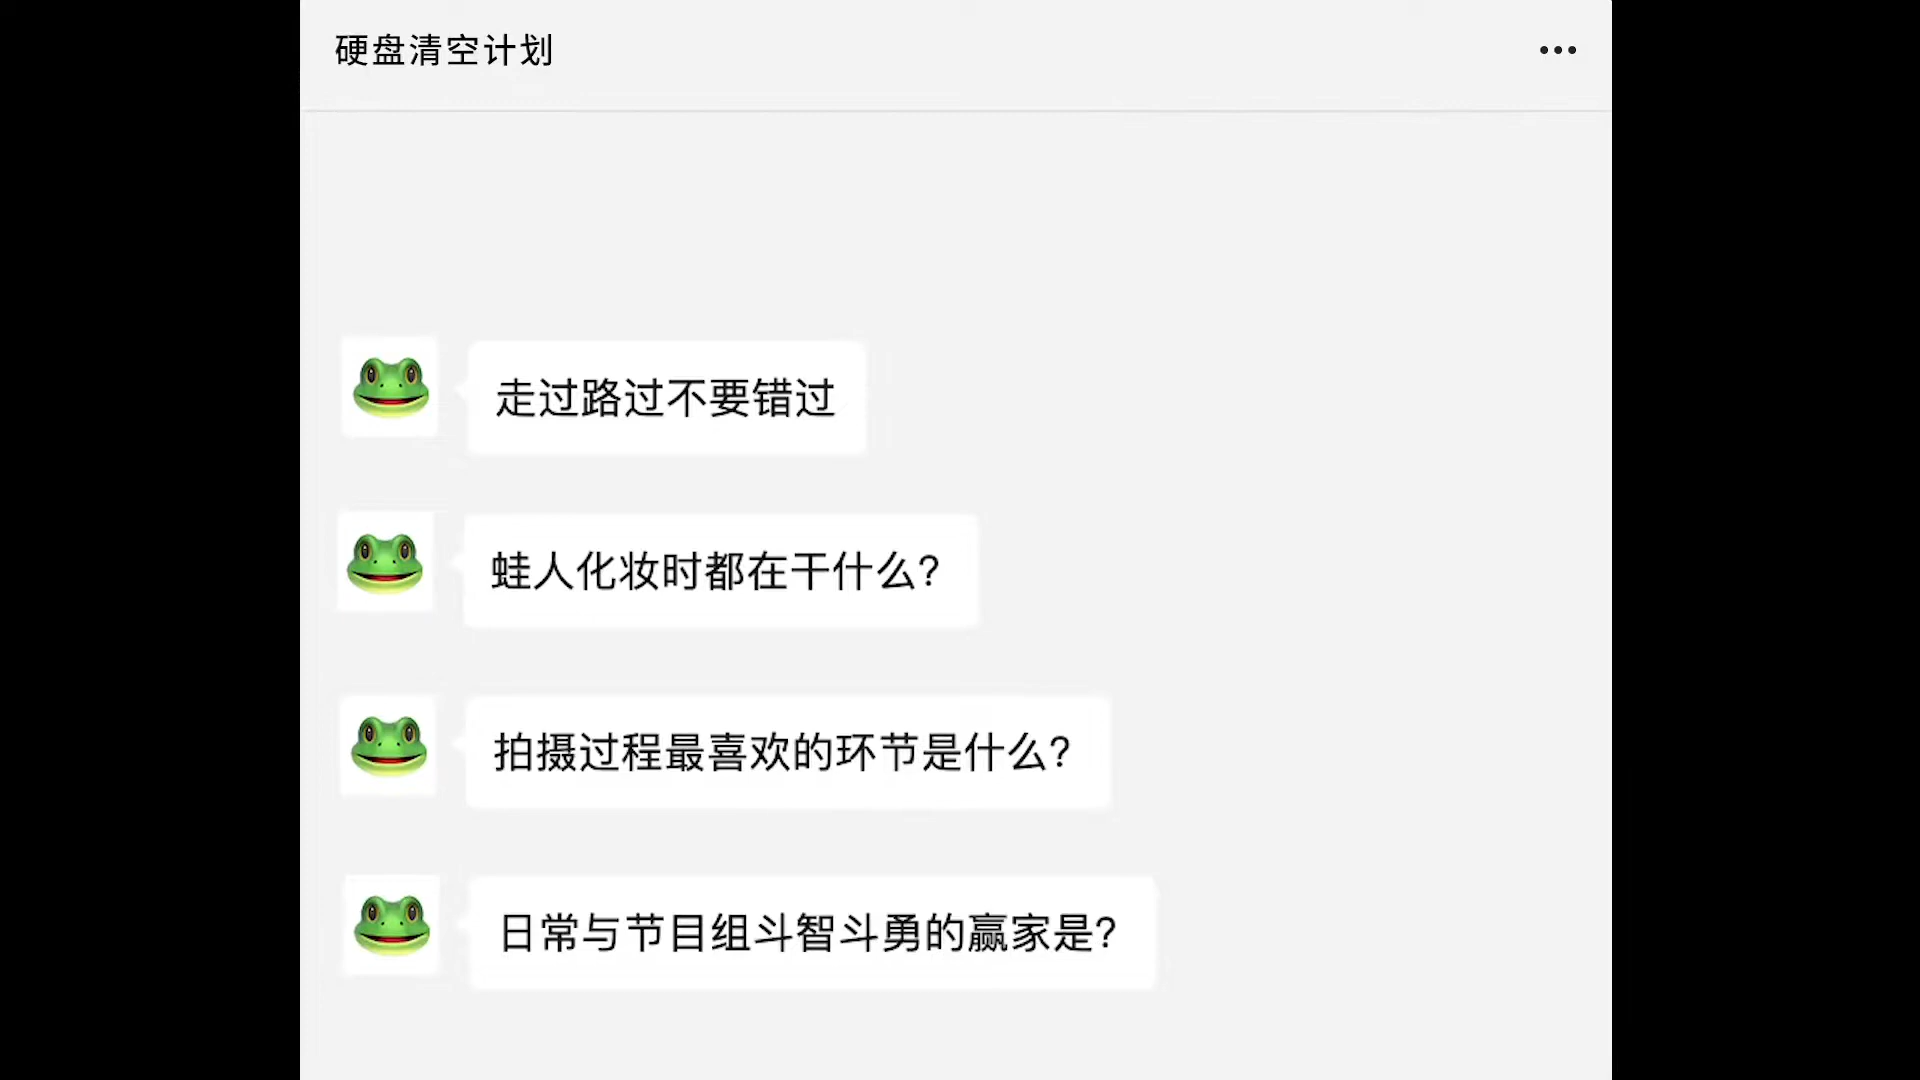 硬盘清空计划
走过路过不要错过
蛙人化妆时都在干什么?
拍摄过程最喜欢的环节是什么?
日常与节目组斗智斗勇的赢家是?